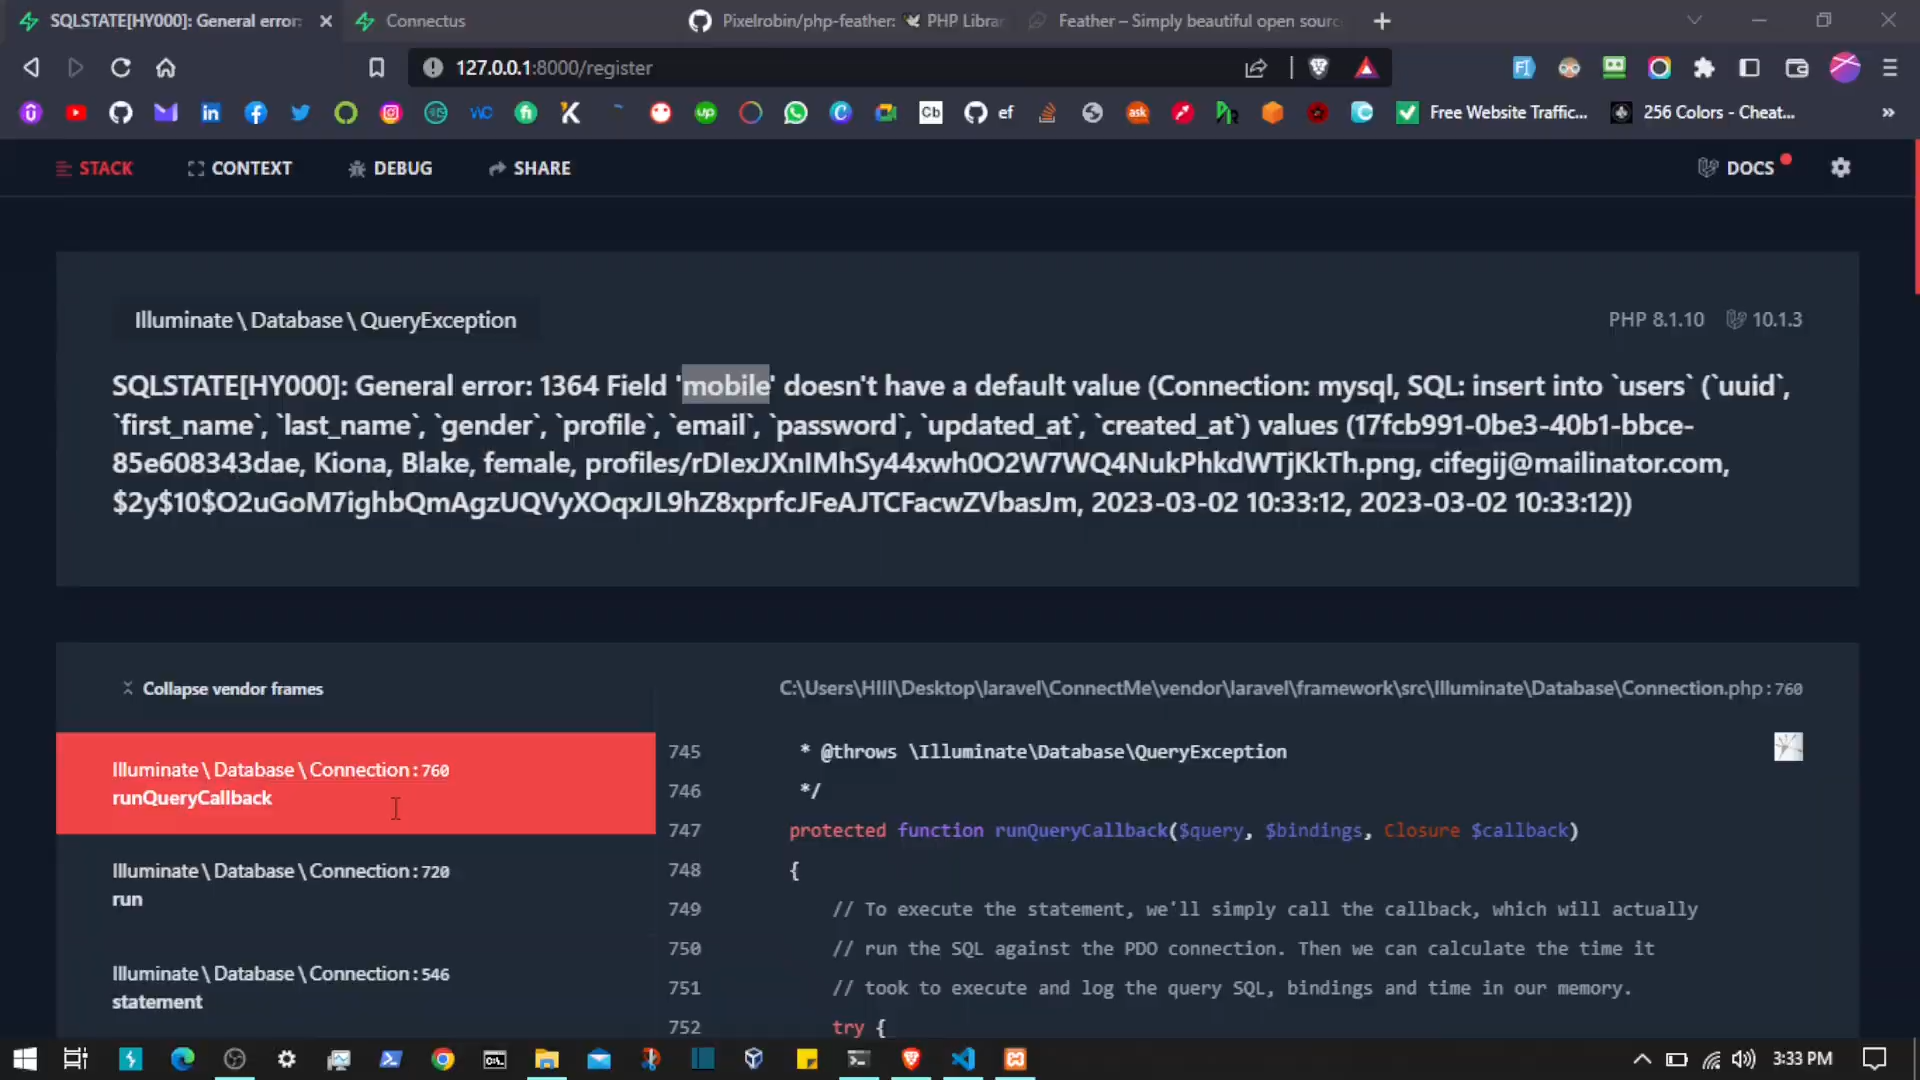 SQLSTATE[HY000]: General error:
Connectus
Pixelrobin/php-feather:
PHP Librar
Feather – Simply beautiful open sourc
127.0.0.1:8000/register
ef
Free Website Traffic...
256 Colors - Cheat...
STACK
CONTEXT
DEBUG
SHARE
DOCS
Illuminate\Database\QueryException
PHP 8.1.10
10.1.3
SQLSTATE[HY000]: General error: 1364 Field 'mobile' doesn't have a default value (Connection: mysql, SQL: insert into `users` (`uuid`,
`first_name`, `last_name`, `gender`, `profile`, `email`, `password`, `updated_at`, `created_at`) values (17fcb991-0be3-40b1-bbce-
85e608343dae, Kiona, Blake, female, profiles/rDIexJXnIMhSy44xwh0O2W7WQ4NukPhkdWTjKkTh.png, cifegij@mailinator.com,
$2y$10$O2uGoM7ighbQmAgzUQVyXOqxJL9hZ8xprfcJFeAJTCFacwZVbasJm, 2023-03-02 10:33:12, 2023-03-02 10:33:12))
Collapse vendor frames
C:\Users\HIll\Desktop\laravel\ConnectMe\vendor\laravel\framework\src\Illuminate\Database\Connection.php:760
Illuminate\Database\Connection:760
runQueryCallback
Illuminate\Database\Connection:720
run
Illuminate\Database\Connection:546
statement
745 * @throws \Illuminate\Database\QueryException
746 */
747 protected function runQueryCallback($query, $bindings, Closure $callback)
748 {
749 // To execute the statement, we'll simply call the callback, which will actually
750 // run the SQL against the PDO connection. Then we can calculate the time it
751 // took to execute and log the query SQL, bindings and time in our memory.
752 try {
3:33 PM